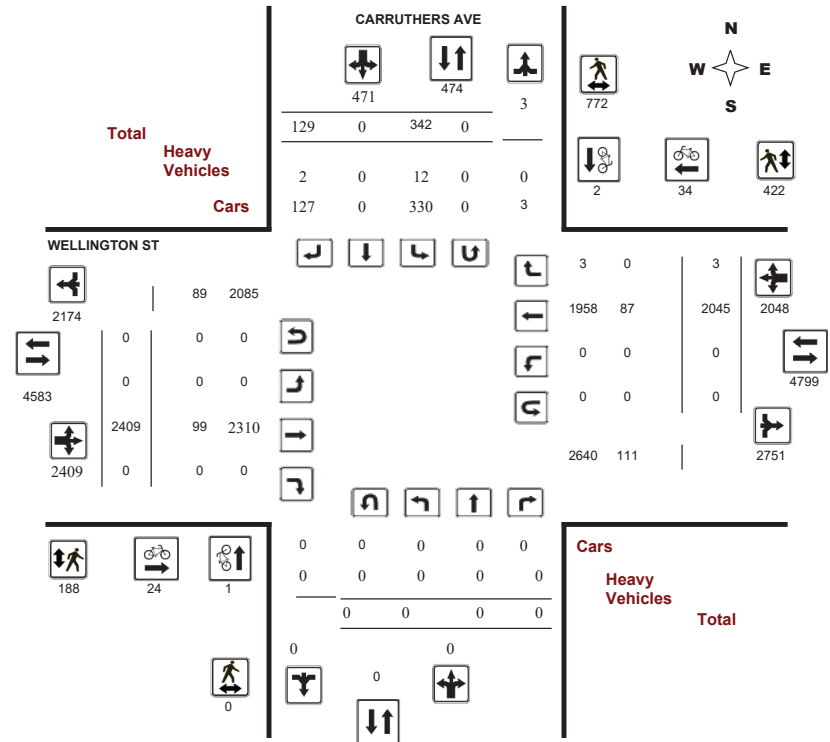 CARRUTHERS AVE
N
W E
S
471
474
3
772
129 0 342 0
Total
Heavy
Vehicles
2 0 12 0 0
Cars
127 0 330 0 3
2
34
422
WELLINGTON ST
2174
89 2085
4583
0 0 0
0 0 0
2409
2409 99 2310
0 0 0
3 0 3
1958 87 2045 2048
0 0 0
0 0 0
4799
2640 111 2751
188
24
1
0
0 0 0 0 0
0 0 0 0 0
0 0 0 0
0 0
0
Cars
Heavy
Vehicles
Total